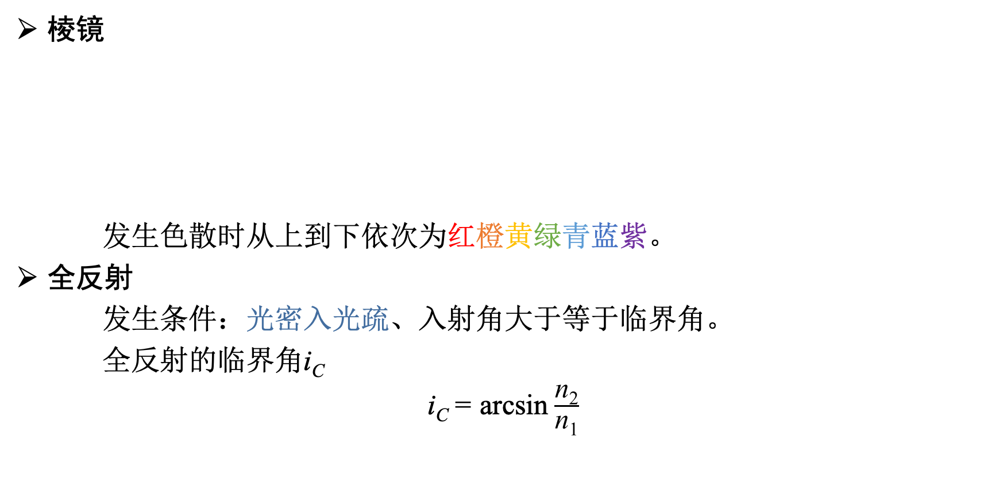 ➢ 棱镜
发生色散时从上到下依次为红橙黄绿青蓝紫。
➢ 全反射
发生条件：光密入光疏、入射角大于等于临界角。
全反射的临界角i_C
i_C = arcsin n_2/n_1